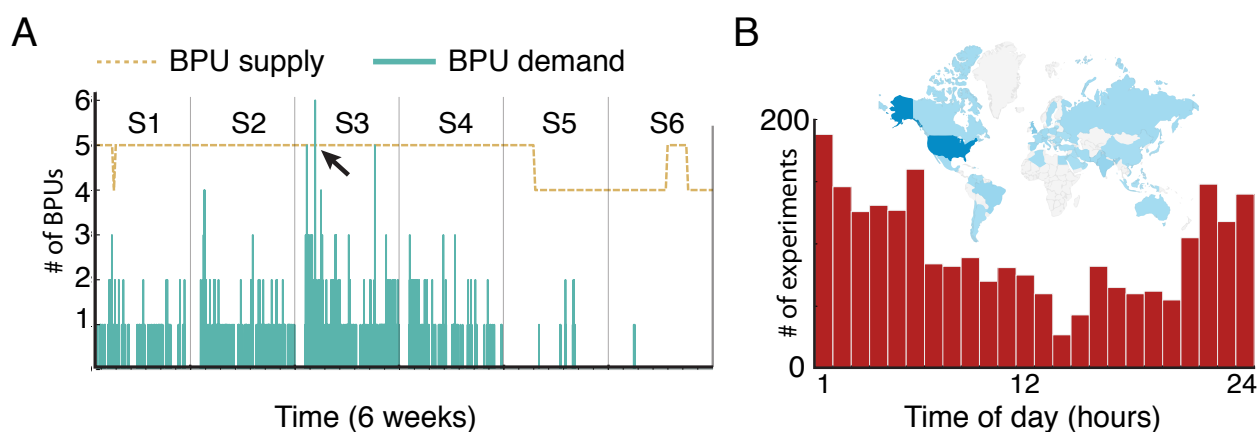 A
BPU supply
BPU demand
# of BPUs
6
5
4
3
2
1
S1
S2
S3
S4
S5
S6
Time (6 weeks)
B
# of experiments
200
0
1
12
24
Time of day (hours)